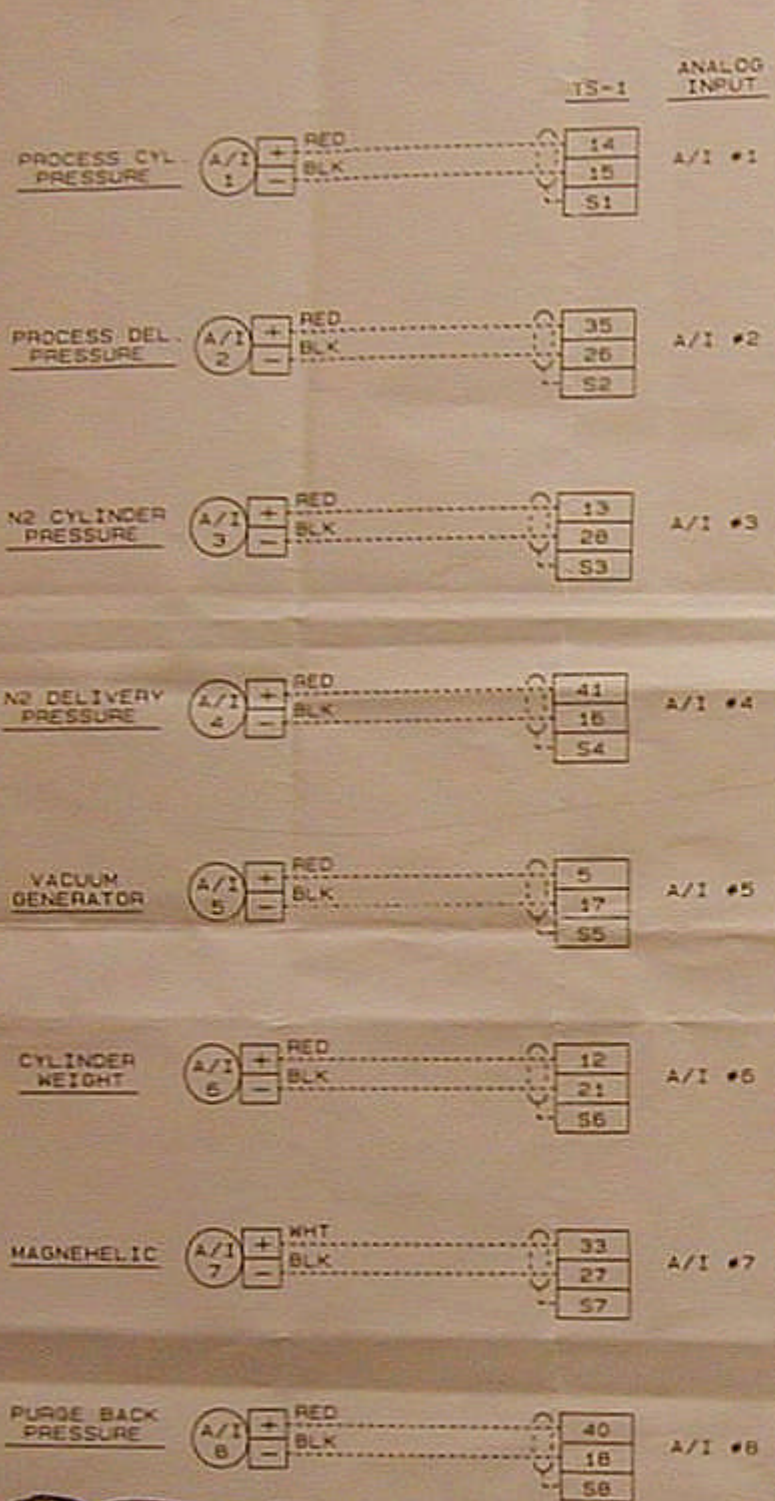 ANALOG
TS-1 INPUT
PROCESS CYL.
PRESSURE
A/I
1
+ RED
- BLK
14
15
S1
A/I #1
PROCESS DEL.
PRESSURE
A/I
2
+ RED
- BLK
35
26
S2
A/I #2
N2 CYLINDER
PRESSURE
A/I
3
+ RED
- BLK
13
28
S3
A/I #3
N2 DELIVERY
PRESSURE
A/I
4
+ RED
- BLK
41
16
S4
A/I #4
VACUUM
GENERATOR
A/I
5
+ RED
- BLK
5
17
S5
A/I #5
CYLINDER
WEIGHT
A/I
6
+ RED
- BLK
12
21
S6
A/I #6
MAGNEHELIC
A/I
7
+ WHT
- BLK
33
27
S7
A/I #7
PURGE BACK
PRESSURE
A/I
8
+ RED
- BLK
40
18
S8
A/I #8